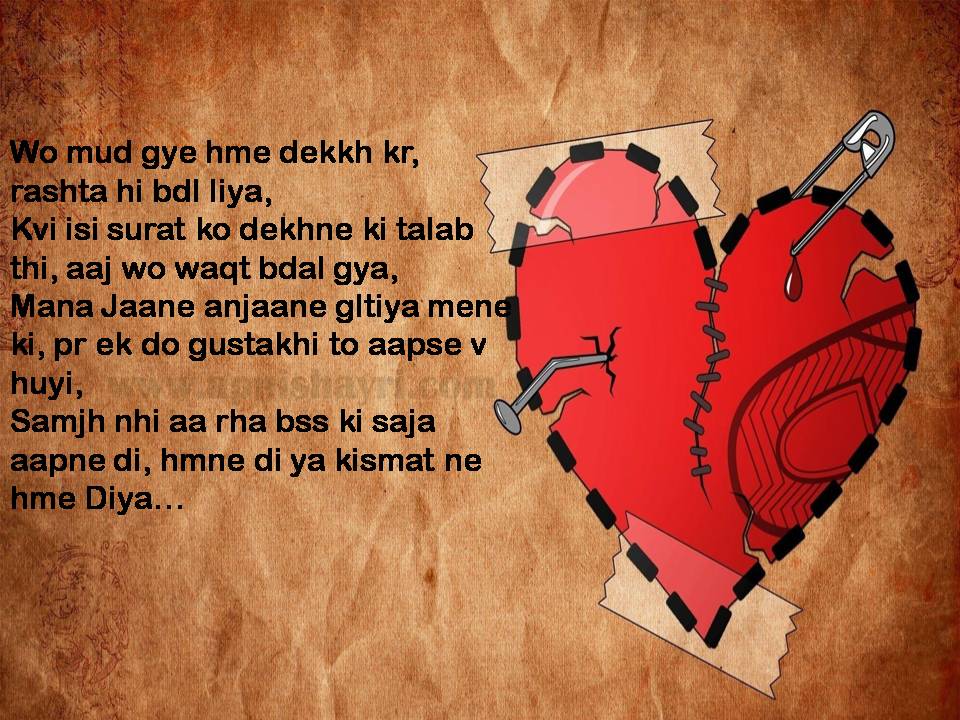 Wo mud gye hme dekkh kr,
rashta hi bdl liya,
Kvi isi surat ko dekhne ki talab
thi, aaj wo waqt bdal gya,
Mana Jaane anjaane gltiya mene
ki, pr ek do gustakhi to aapse v
huyi,
Samjh nhi aa rha bss ki saja
aapne di, hmne di ya kismat ne
hme Diya...